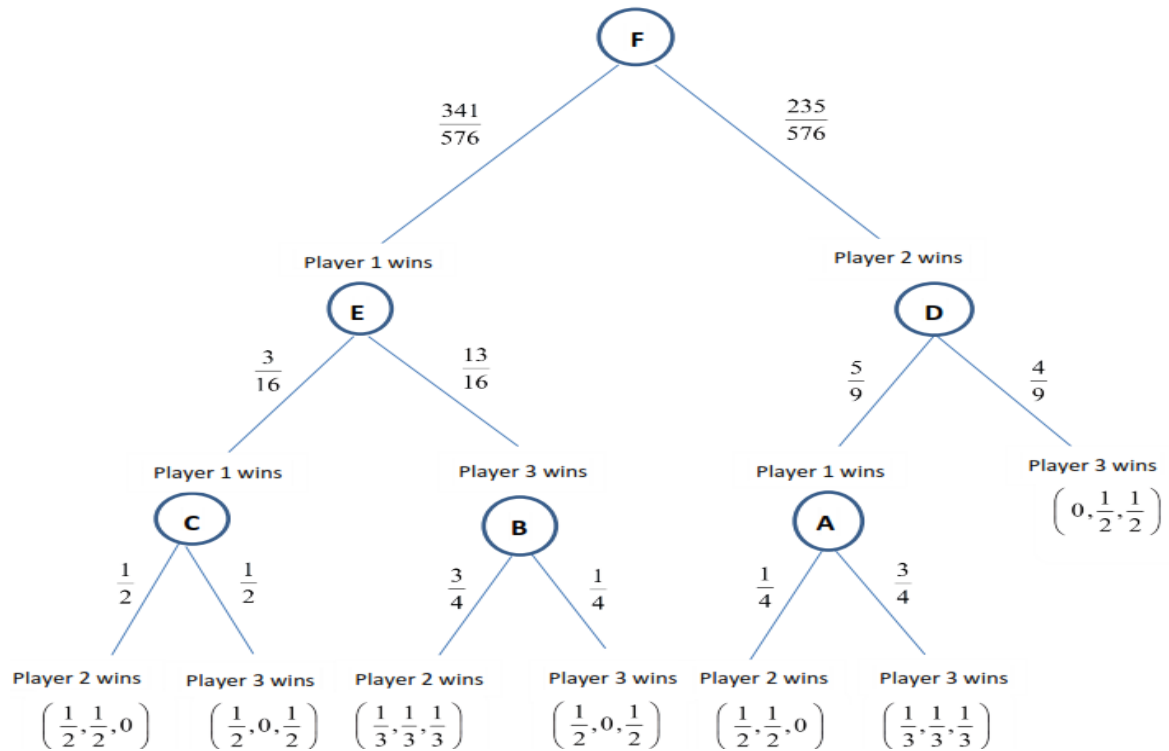 F
341/576 235/576
Player 1 wins Player 2 wins
E D
3/16 13/16 5/9 4/9
Player 1 wins Player 3 wins Player 1 wins Player 3 wins
C B A (0, 1/2, 1/2)
1/2 1/2 3/4 1/4 1/4 3/4
Player 2 wins Player 3 wins Player 2 wins Player 3 wins Player 2 wins Player 3 wins
(1/2, 1/2, 0) (1/2, 0, 1/2) (1/3, 1/3, 1/3) (1/2, 0, 1/2) (1/2, 1/2, 0) (1/3, 1/3, 1/3)